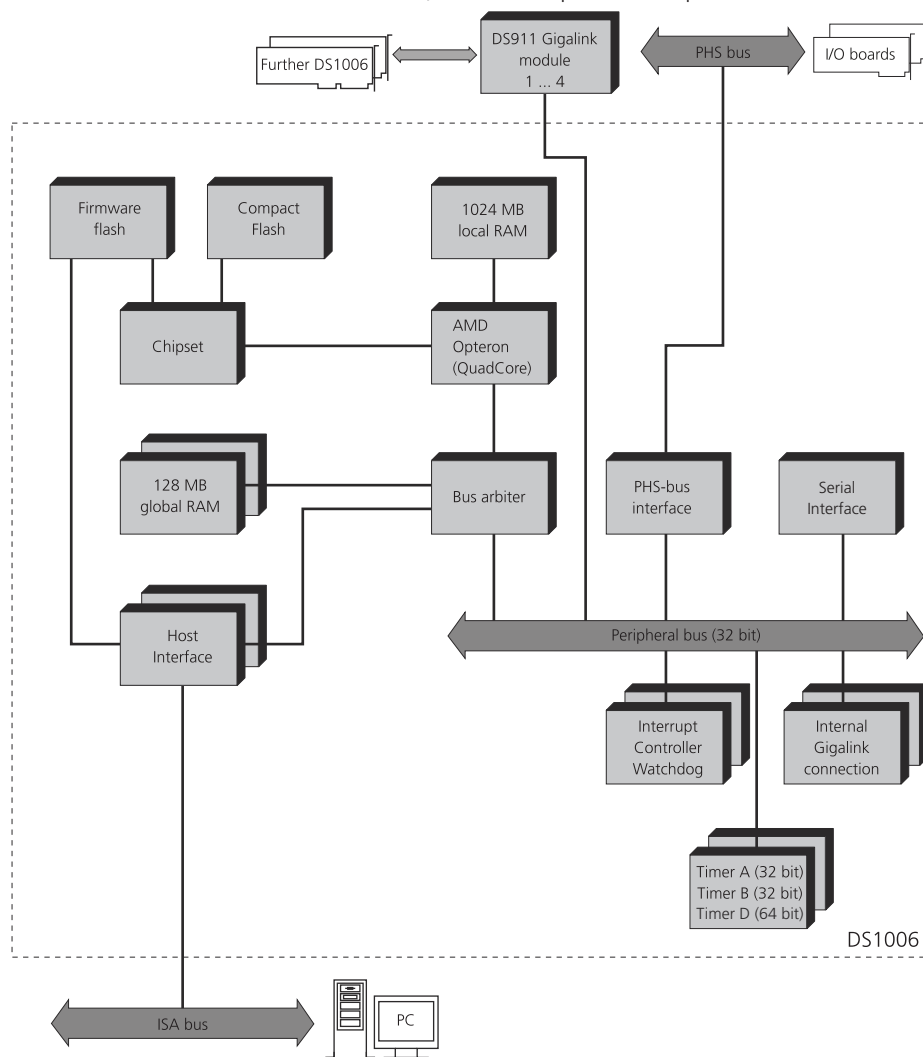 DS911 Gigalink
module
1 ... 4
Further DS1006
PHS bus
I/O boards
Firmware
flash
Compact
Flash
1024 MB
local RAM
Chipset
AMD
Opteron
(QuadCore)
128 MB
global RAM
Bus arbiter
PHS-bus
interface
Serial
Interface
Host
Interface
Peripheral bus (32 bit)
Interrupt
Controller
Watchdog
Internal
Gigalink
connection
Timer A (32 bit)
Timer B (32 bit)
Timer D (64 bit)
DS1006
ISA bus
PC